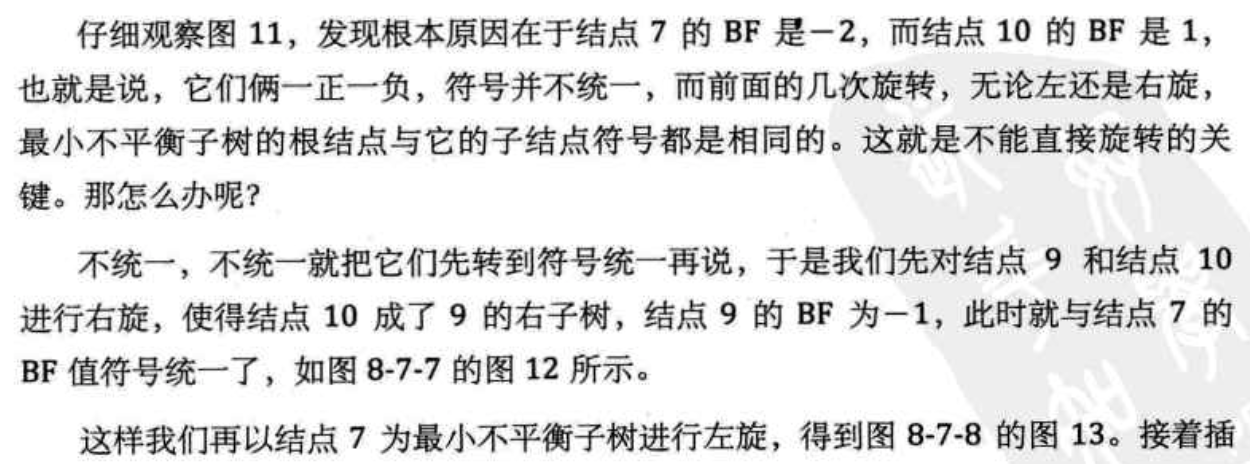 仔细观察图 11，发现根本原因在于结点 7 的 BF 是－2，而结点 10 的 BF 是 1，
也就是说，它们俩一正一负，符号并不统一，而前面的几次旋转，无论左还是右旋，
最小不平衡子树的根结点与它的子结点符号都是相同的。这就是不能直接旋转的关
键。那怎么办呢？
不统一，不统一就把它们先转到符号统一再说，于是我们先对结点 9 和结点 10
进行右旋，使得结点 10 成了 9 的右子树，结点 9 的 BF 为－1，此时就与结点 7 的
BF 值符号统一了，如图 8-7-7 的图 12 所示。
这样我们再以结点 7 为最小不平衡子树进行左旋，得到图 8-7-8 的图 13。接着插